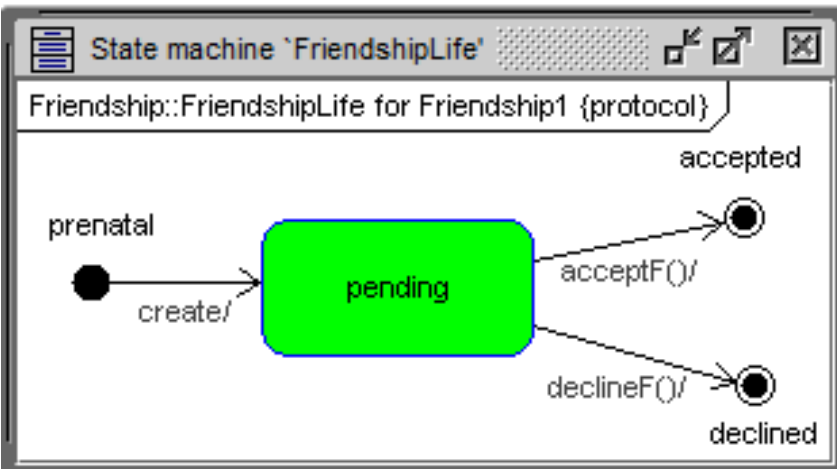 State machine `FriendshipLife'
Friendship::FriendshipLife for Friendship1 {protocol}
accepted
prenatal
pending
acceptF()/
create/
declineF()/
declined